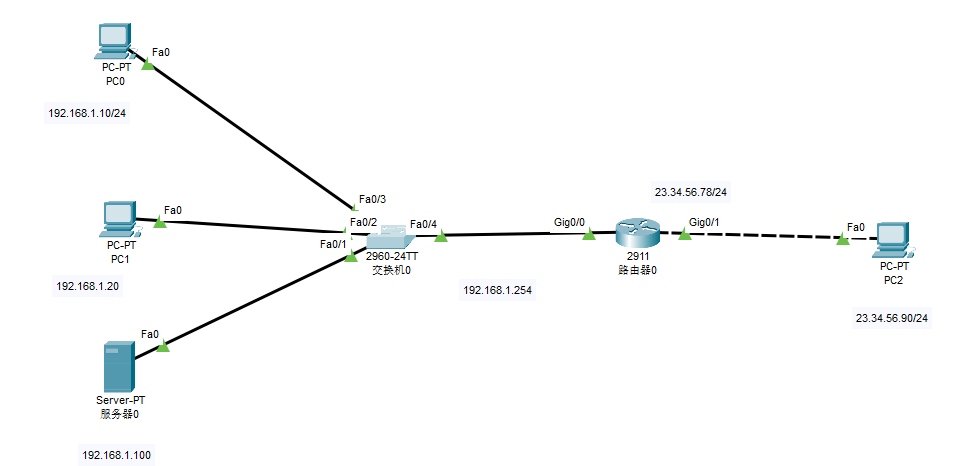 Fa0
PC-PT
PC0
192.168.1.10/24
Fa0/3
Fa0
PC-PT
PC1
192.168.1.20
Fa0/2
Fa0/1
Fa0/4
2960-24TT
交换机0
192.168.1.254
Gig0/0
23.34.56.78/24
Gig0/1
2911
路由器0
Fa0
PC-PT
PC2
23.34.56.90/24
Fa0
Server-PT
服务器0
192.168.1.100